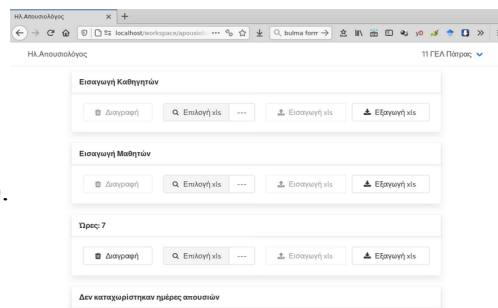 Ηλ.Απουσιολόγος
localhost/workspace/apousiolo
bulma form
Ηλ.Απουσιολόγος 11 ΓΕΛ Πάτρας
Εισαγωγή Καθηγητών
Διαγραφή Επιλογή xls --- Εισαγωγή xls Εξαγωγή xls
Εισαγωγή Μαθητών
Διαγραφή Επιλογή xls --- Εισαγωγή xls Εξαγωγή xls
Ώρες: 7
Διαγραφή Επιλογή xls --- Εισαγωγή xls Εξαγωγή xls
Δεν καταχωρίστηκαν ημέρες απουσιών